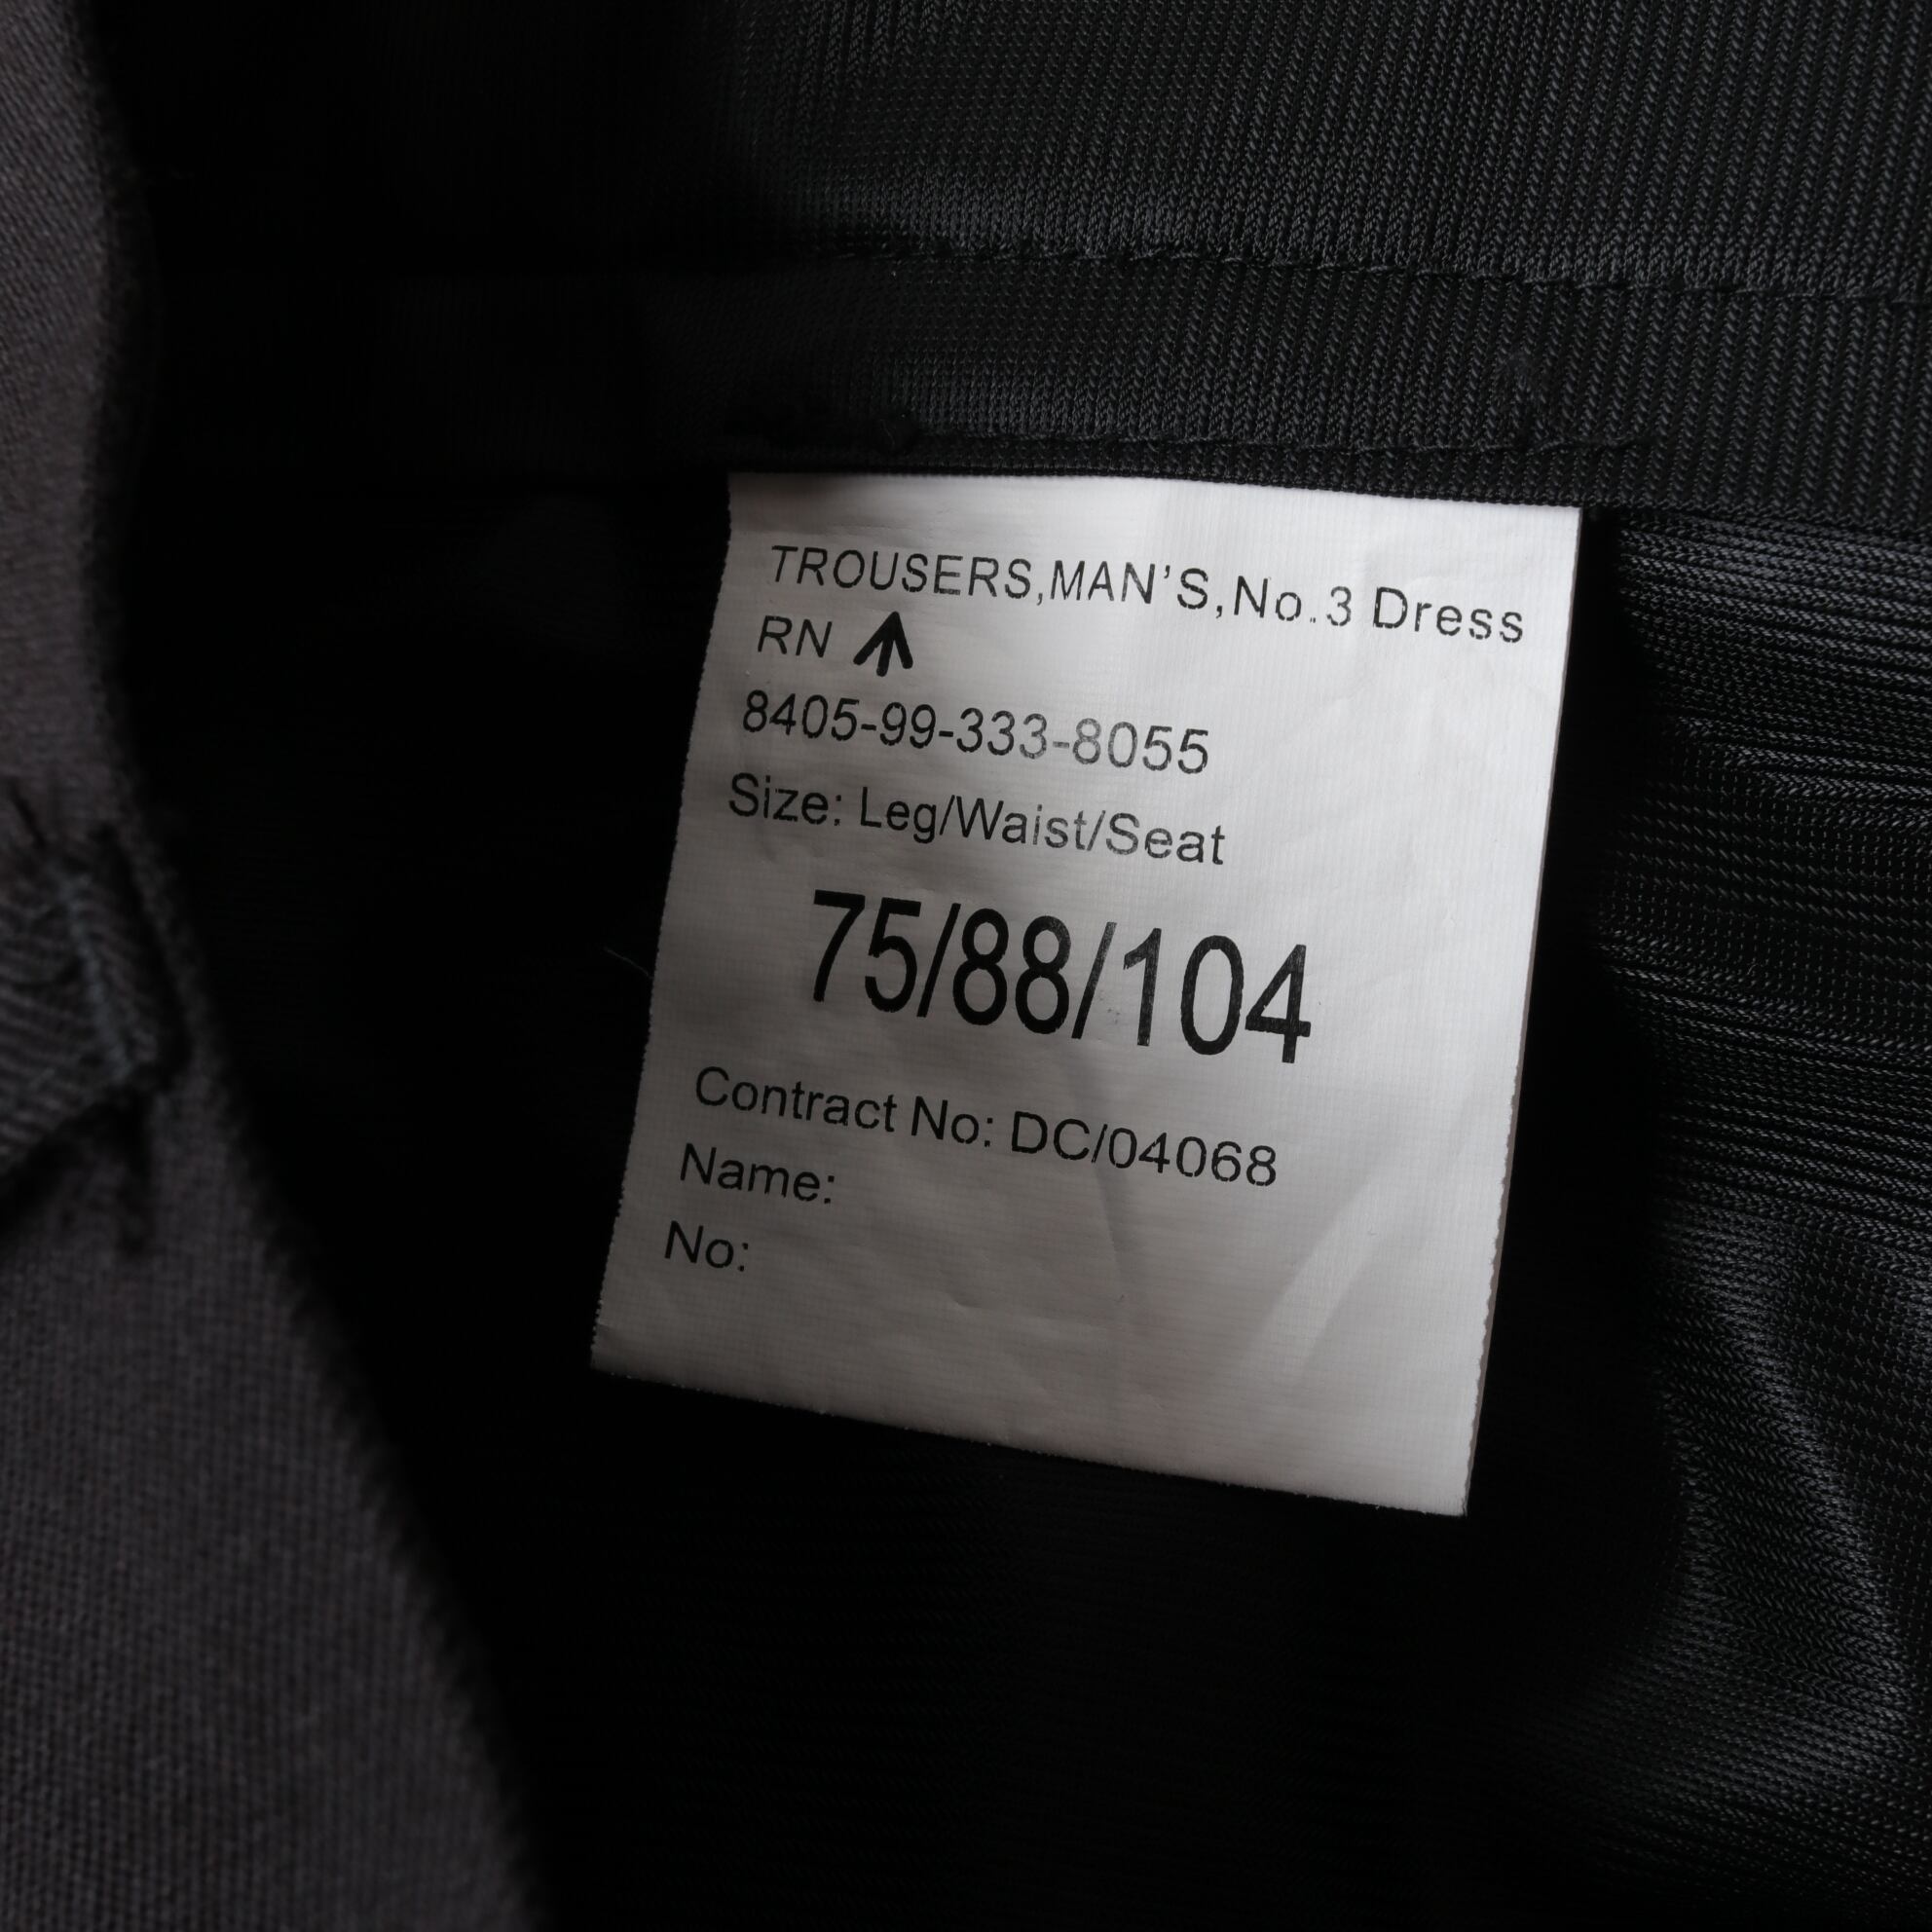 TROUSERS,MAN'S,No.3 Dress
RN
8405-99-333-8055
Size: Leg/Waist/Seat
75/88/104
Contract No: DC/04068
Name:
No: